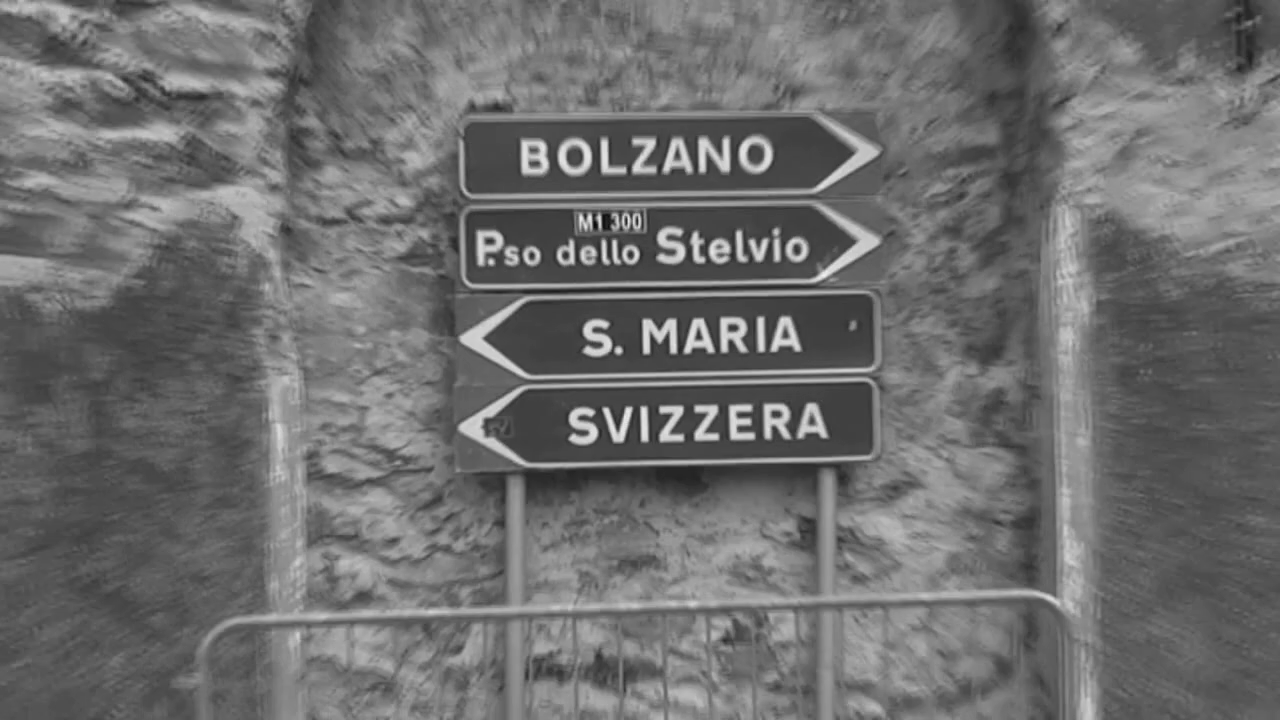 BOLZANO
M1 300
P.so dello Stelvio
S. MARIA
SVIZZERA